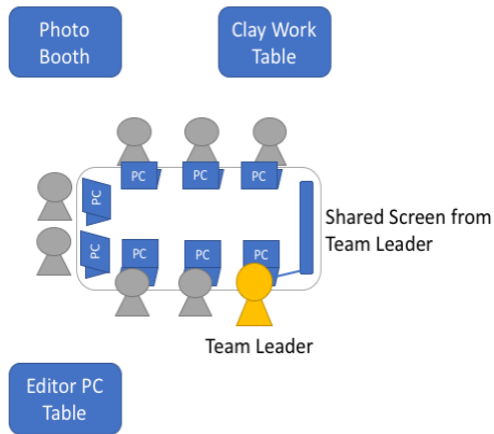 Photo
Booth
Clay Work
Table
PC
PC
PC
PC
PC
PC
PC
PC
Shared Screen from
Team Leader
Team Leader
Editor PC
Table